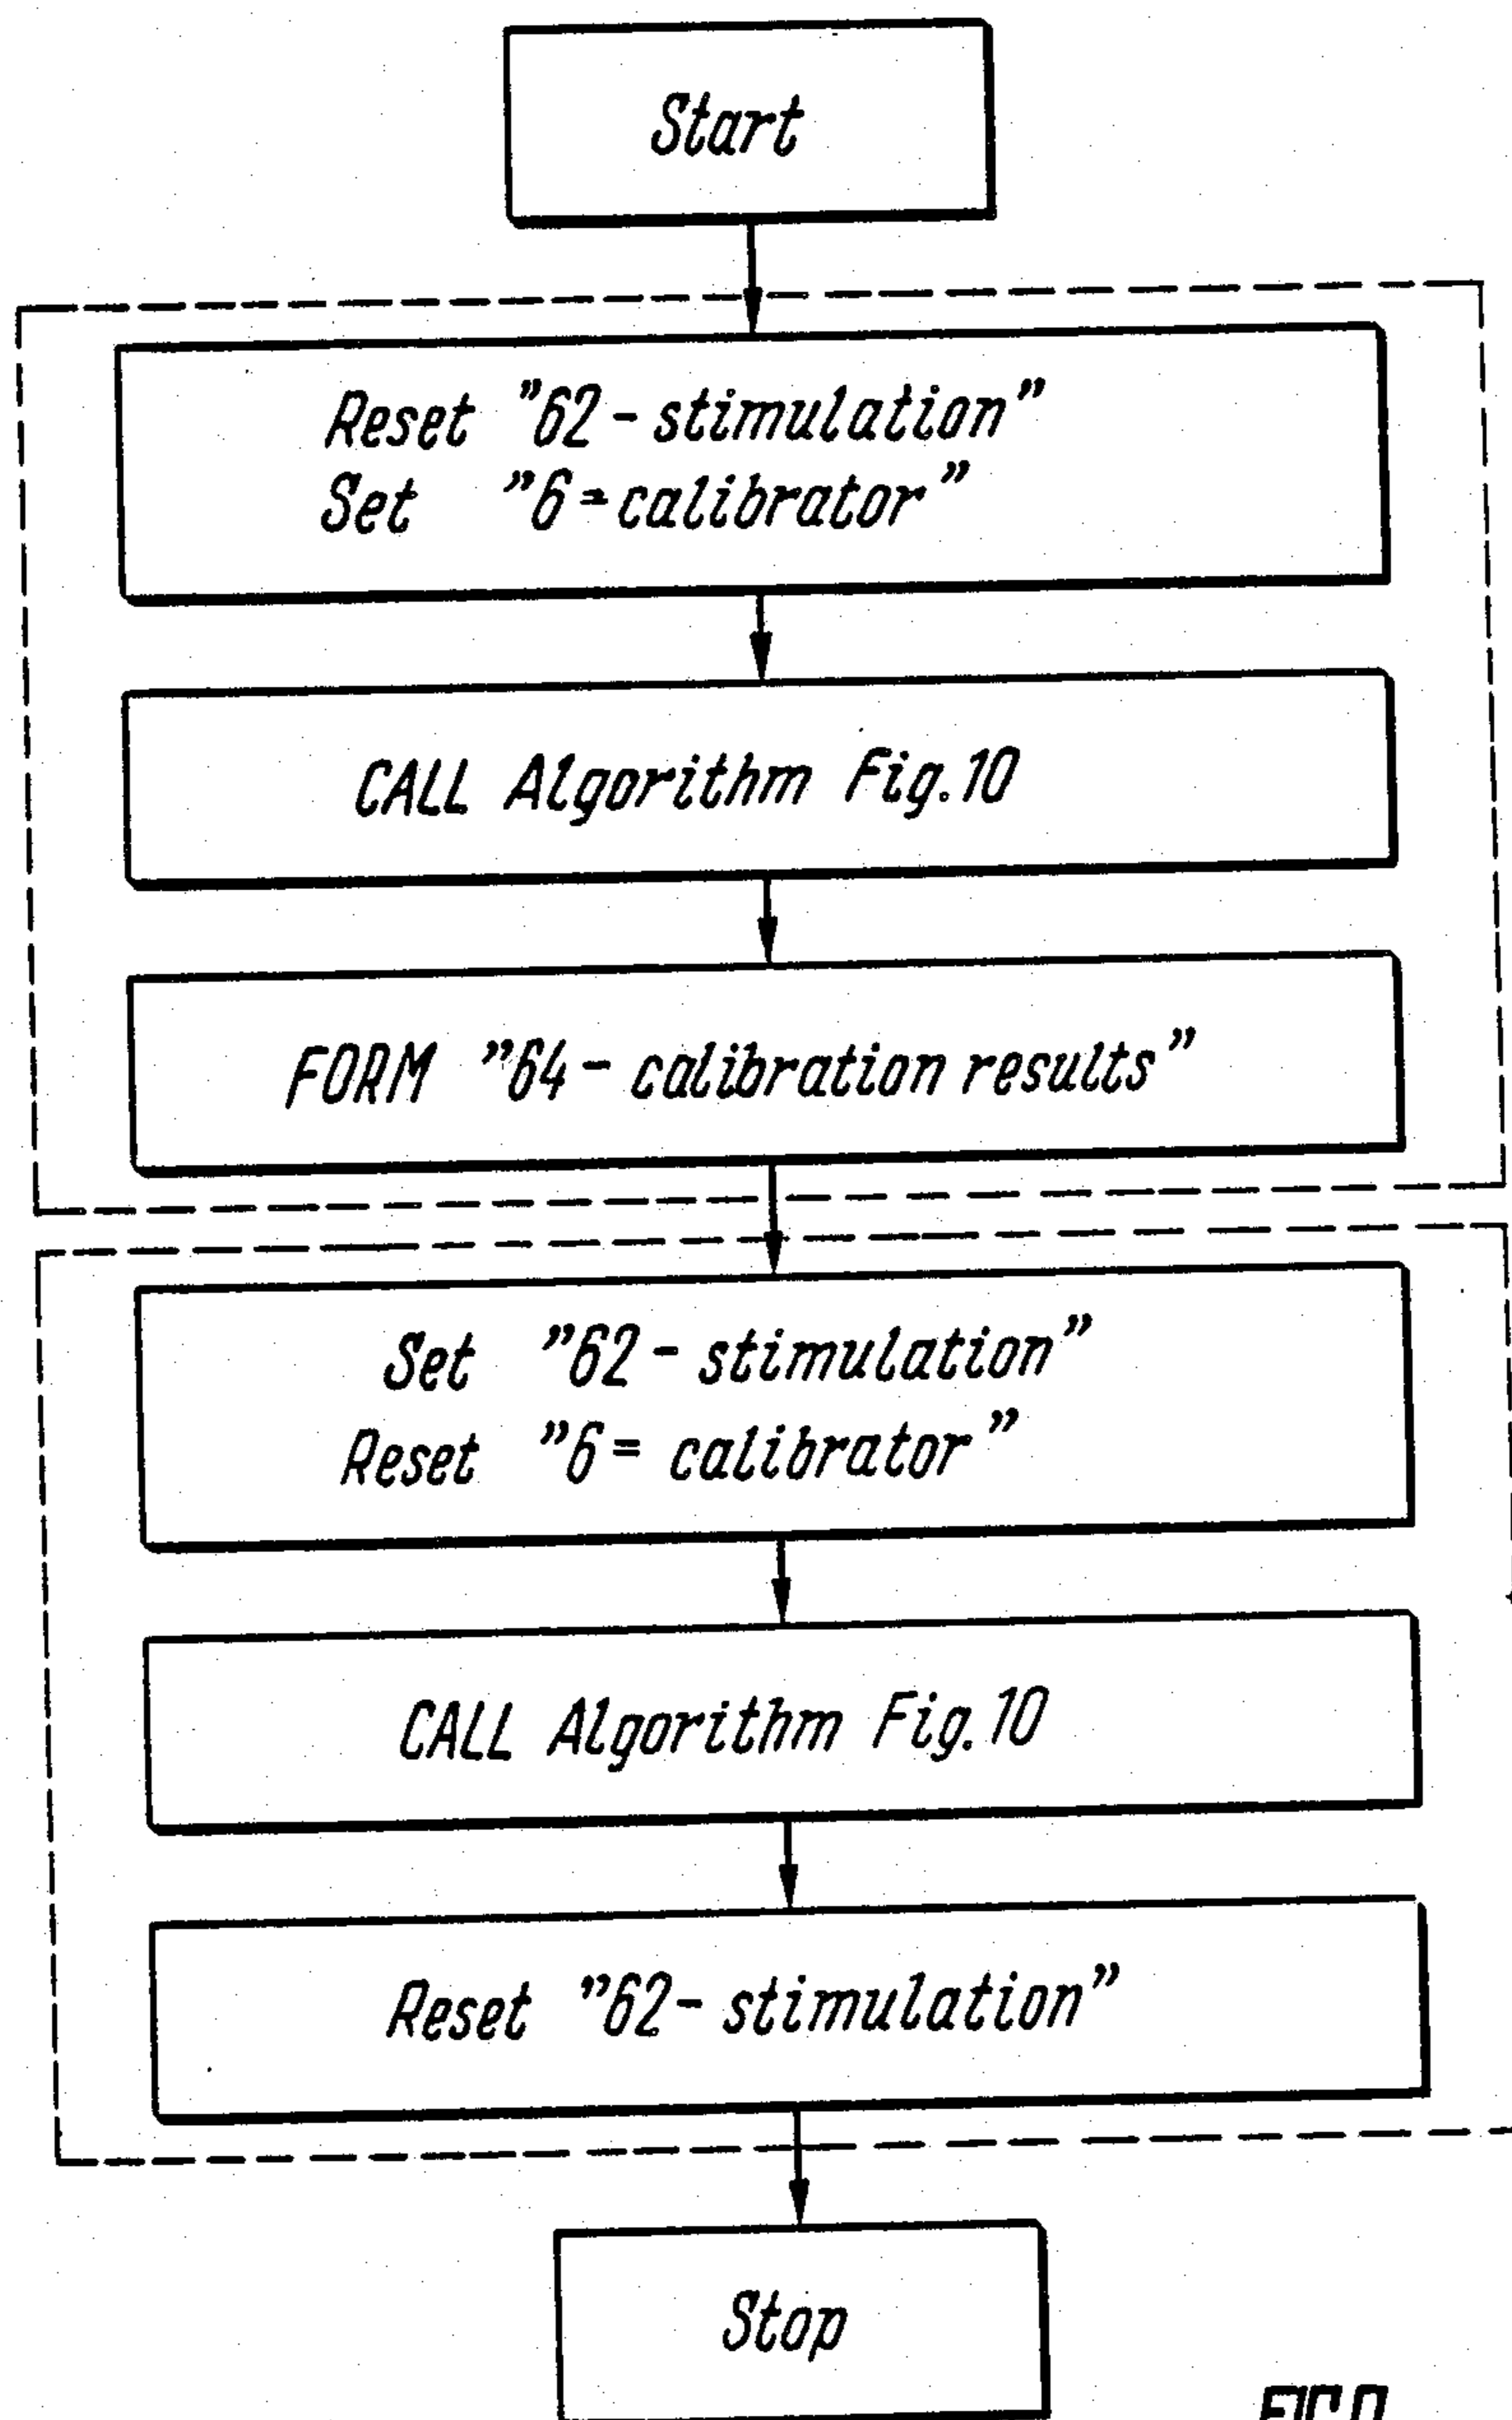 Start
Reset "62 - stimulation"
Set "6 = calibrator"
CALL Algorithm Fig. 10
FORM "64 - calibration results"
Set "62 - stimulation"
Reset "6 = calibrator"
CALL Algorithm Fig. 10
Reset "62 - stimulation"
Stop